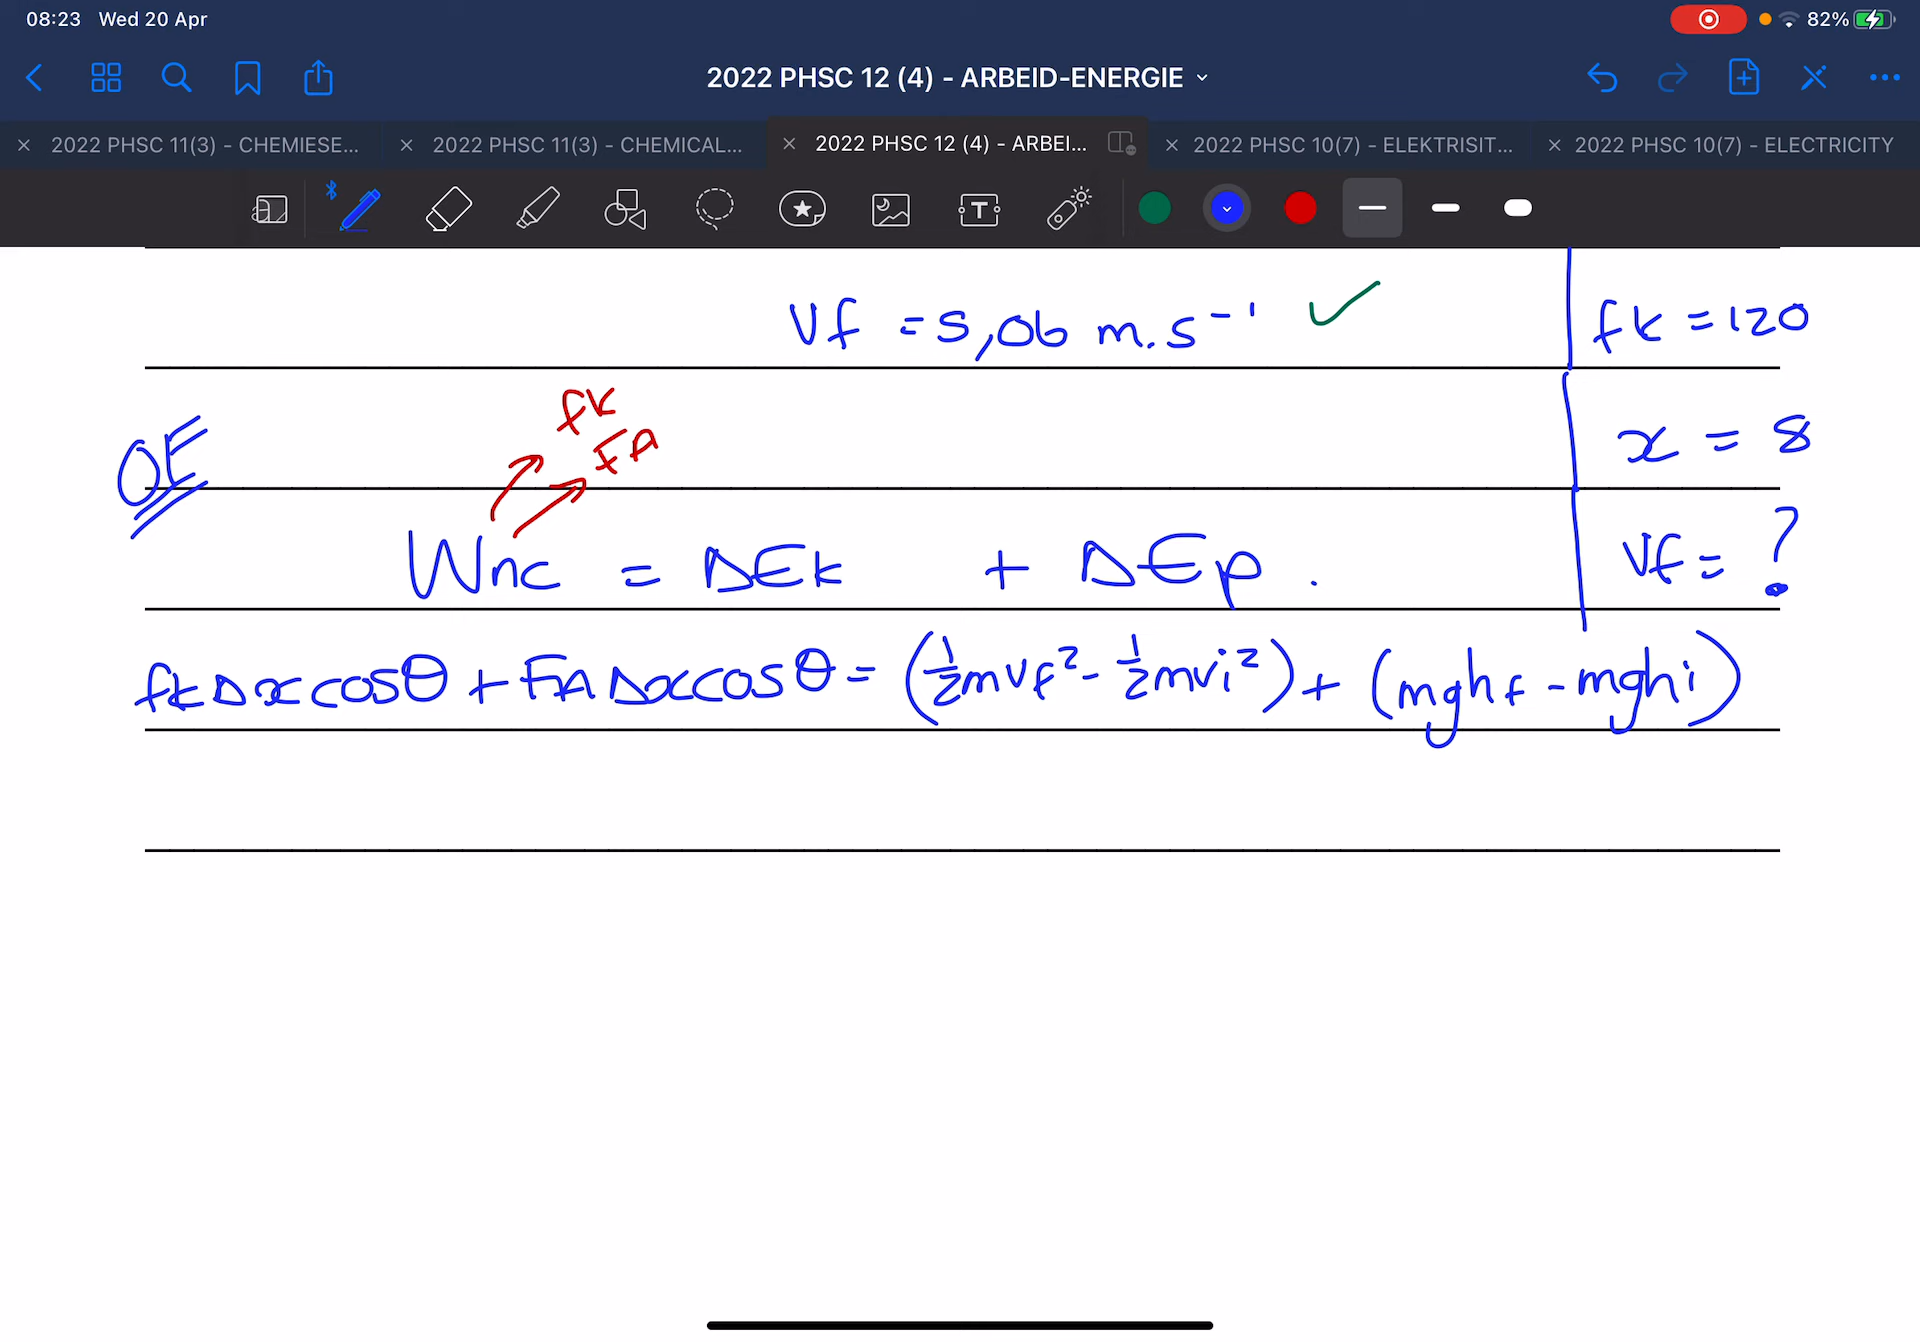 08:23 Wed 20 Apr 82%
2022 PHSC 12 (4) - ARBEID-ENERGIE
2022 PHSC 11(3) - CHEMIESE... 2022 PHSC 11(3) - CHEMICAL... 2022 PHSC 12 (4) - ARBEI... 2022 PHSC 10(7) - ELEKTRISIT... 2022 PHSC 10(7) - ELECTRICITY
T
Vf = 5,06 m.s⁻¹ ✓ fk = 120
fk
FA
OF x = 8
Wnc = ΔEk + ΔEp . Vf = ?
fkΔxcosθ + FAΔxcosθ = (½mvf² - ½mvi²) + (mghf - mghi)